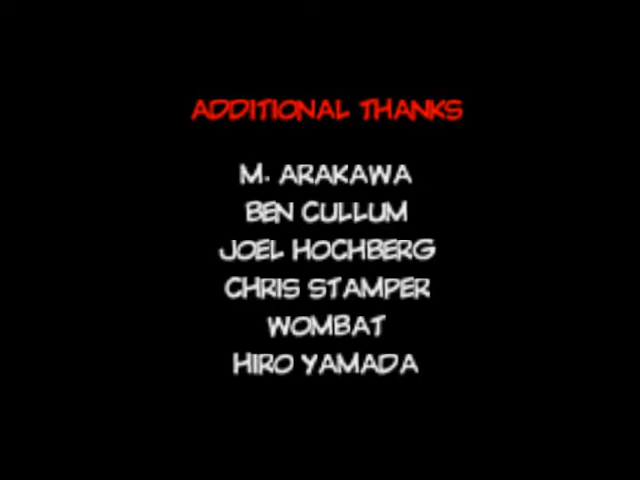 ADDITIONAL THANKS
M. ARAKAWA
BEN CULLUM
JOEL HOCHBERG
CHRIS STAMPER
WOMBAT
HIRO YAMADA